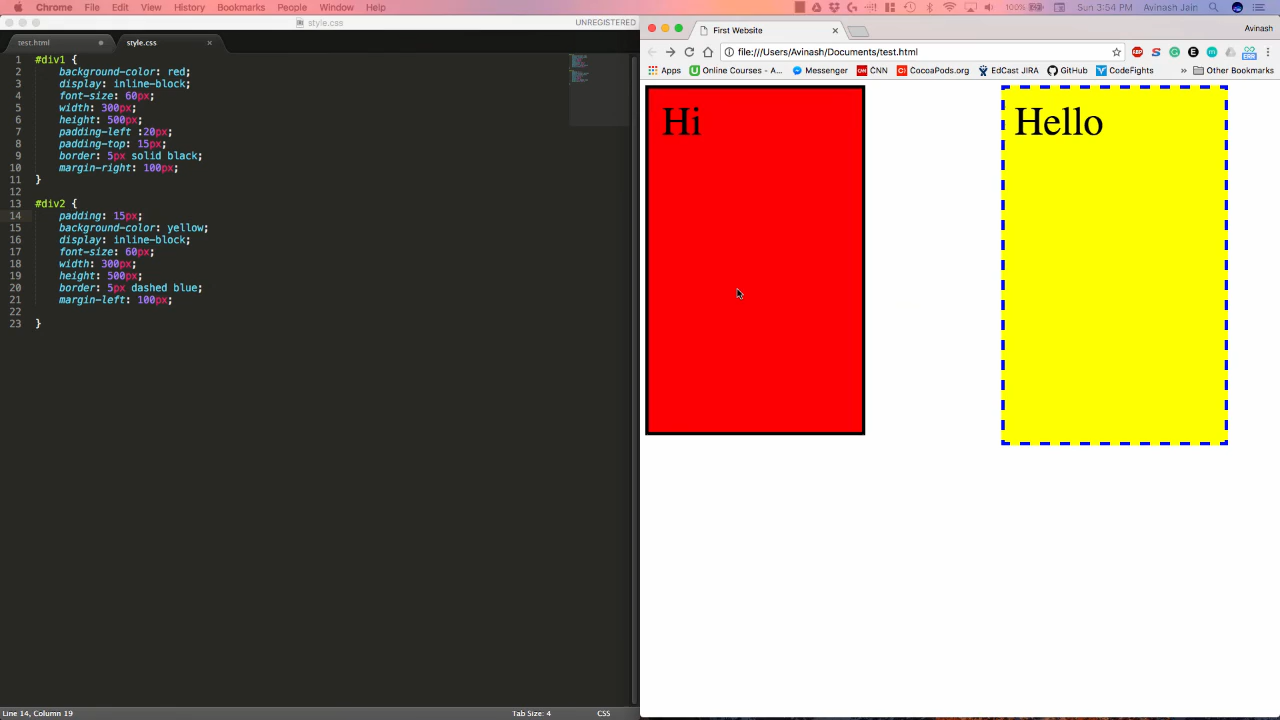 Chrome File Edit View History Bookmarks People Window Help 100% Sun 3:54 PM Avinash Jain
style.css UNREGISTERED
test.html style.css
1 #div1 {
2 background-color: red;
3 display: inline-block;
4 font-size: 60px;
5 width: 300px;
6 height: 500px;
7 padding-left :20px;
8 padding-top: 15px;
9 border: 5px solid black;
10 margin-right: 100px;
11 }
12
13 #div2 {
14 padding: 15px;
15 background-color: yellow;
16 display: inline-block;
17 font-size: 60px;
18 width: 300px;
19 height: 500px;
20 border: 5px dashed blue;
21 margin-left: 100px;
22
23 }
Line 14, Column 19 Tab Size: 4 CSS
First Website Avinash
file:///Users/Avinash/Documents/test.html
Apps Online Courses - A... Messenger CNN CocoaPods.org EdCast JIRA GitHub CodeFights » Other Bookmarks
Hi Hello